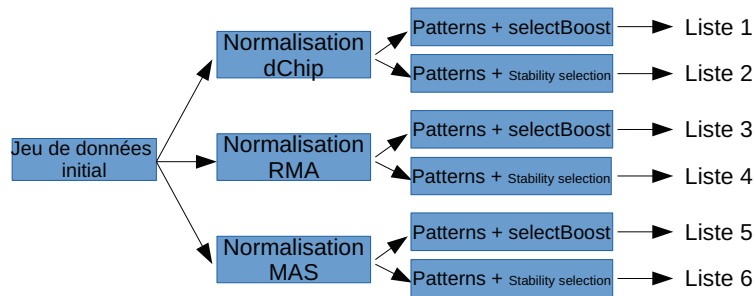 Jeu de données
initial
Normalisation
dChip
Patterns + selectBoost
Liste 1
Patterns + Stability selection
Liste 2
Normalisation
RMA
Patterns + selectBoost
Liste 3
Patterns + Stability selection
Liste 4
Normalisation
MAS
Patterns + selectBoost
Liste 5
Patterns + Stability selection
Liste 6